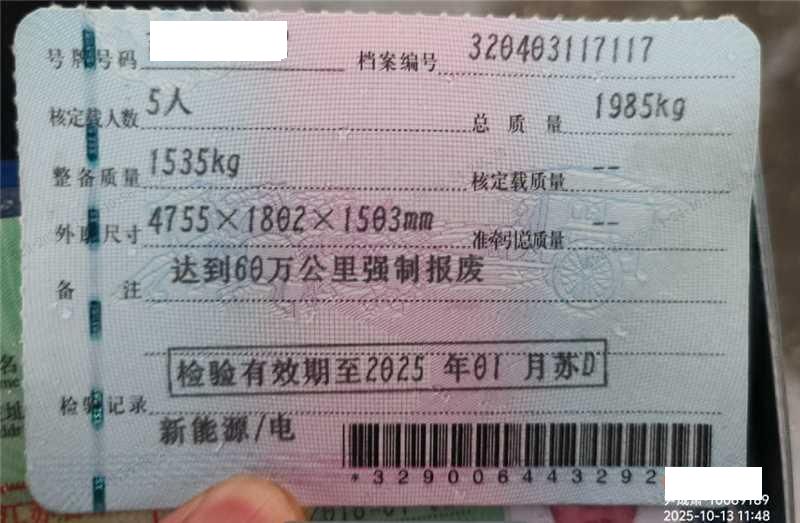 号牌号码
档案编号 320403117117
核定载人数 5人
总质量 1985kg
整备质量 1535kg
核定载质量 --
外廓尺寸 4755×1802×1503mm
准牵引总质量 --
备注 达到60万公里强制报废
检验有效期至2025 年01 月苏D
检验记录
新能源/电
*329006443292
2025-10-13 11:48